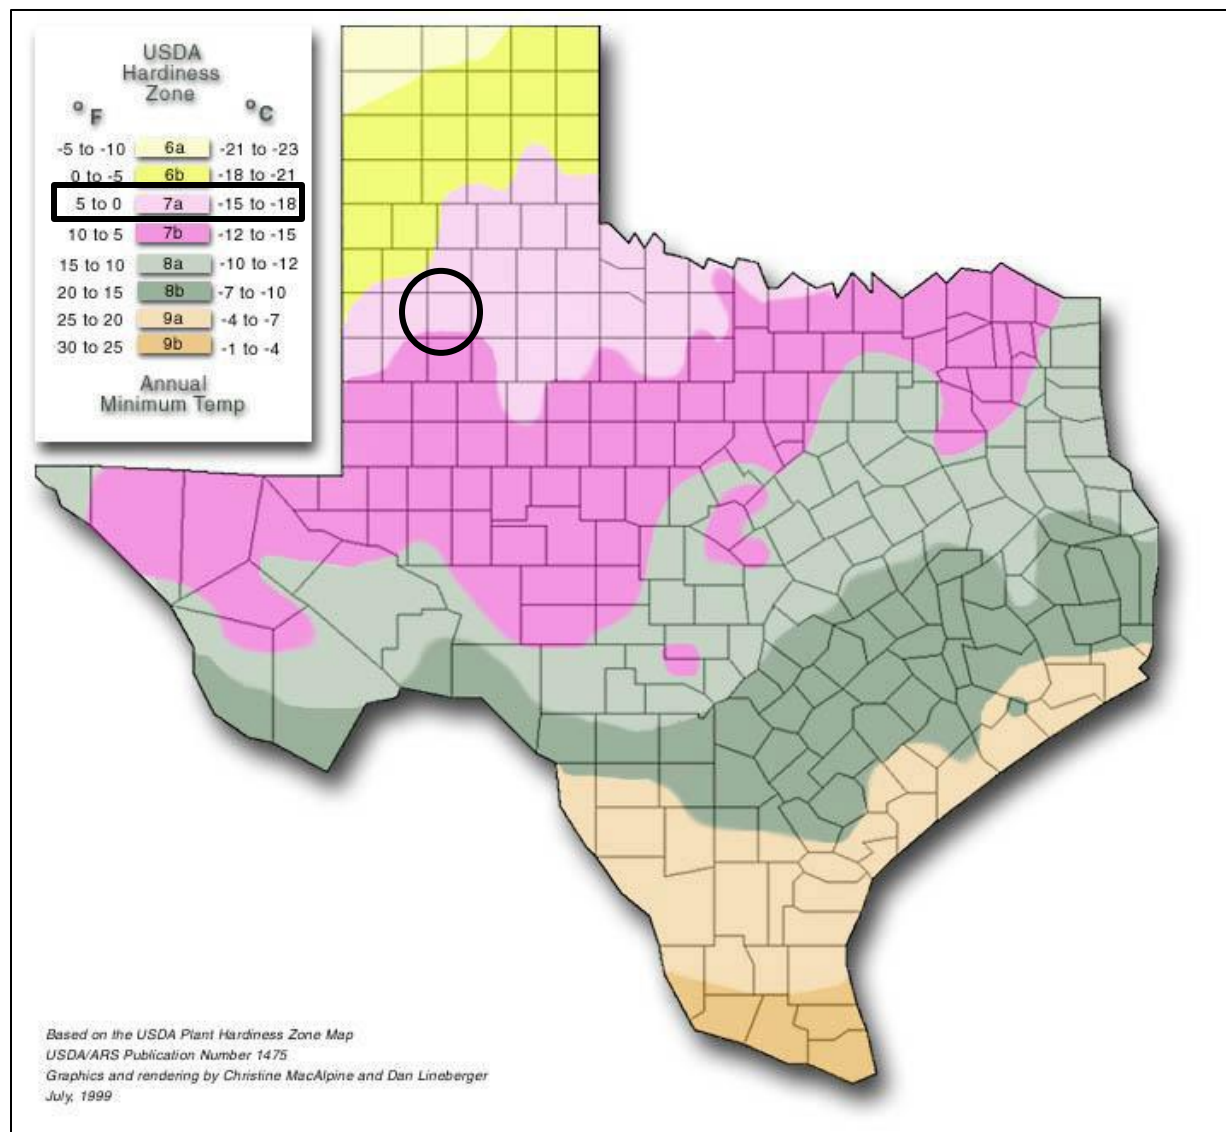 USDA
Hardiness
Zone
°F °C
-5 to -10 6a -21 to -23
0 to -5 6b -18 to -21
5 to 0 7a -15 to -18
10 to 5 7b -12 to -15
15 to 10 8a -10 to -12
20 to 15 8b -7 to -10
25 to 20 9a -4 to -7
30 to 25 9b -1 to -4
Annual
Minimum Temp
Based on the USDA Plant Hardiness Zone Map
USDA/ARS Publication Number 1475
Graphics and rendering by Christine MacAlpine and Dan Lineberger
July, 1999